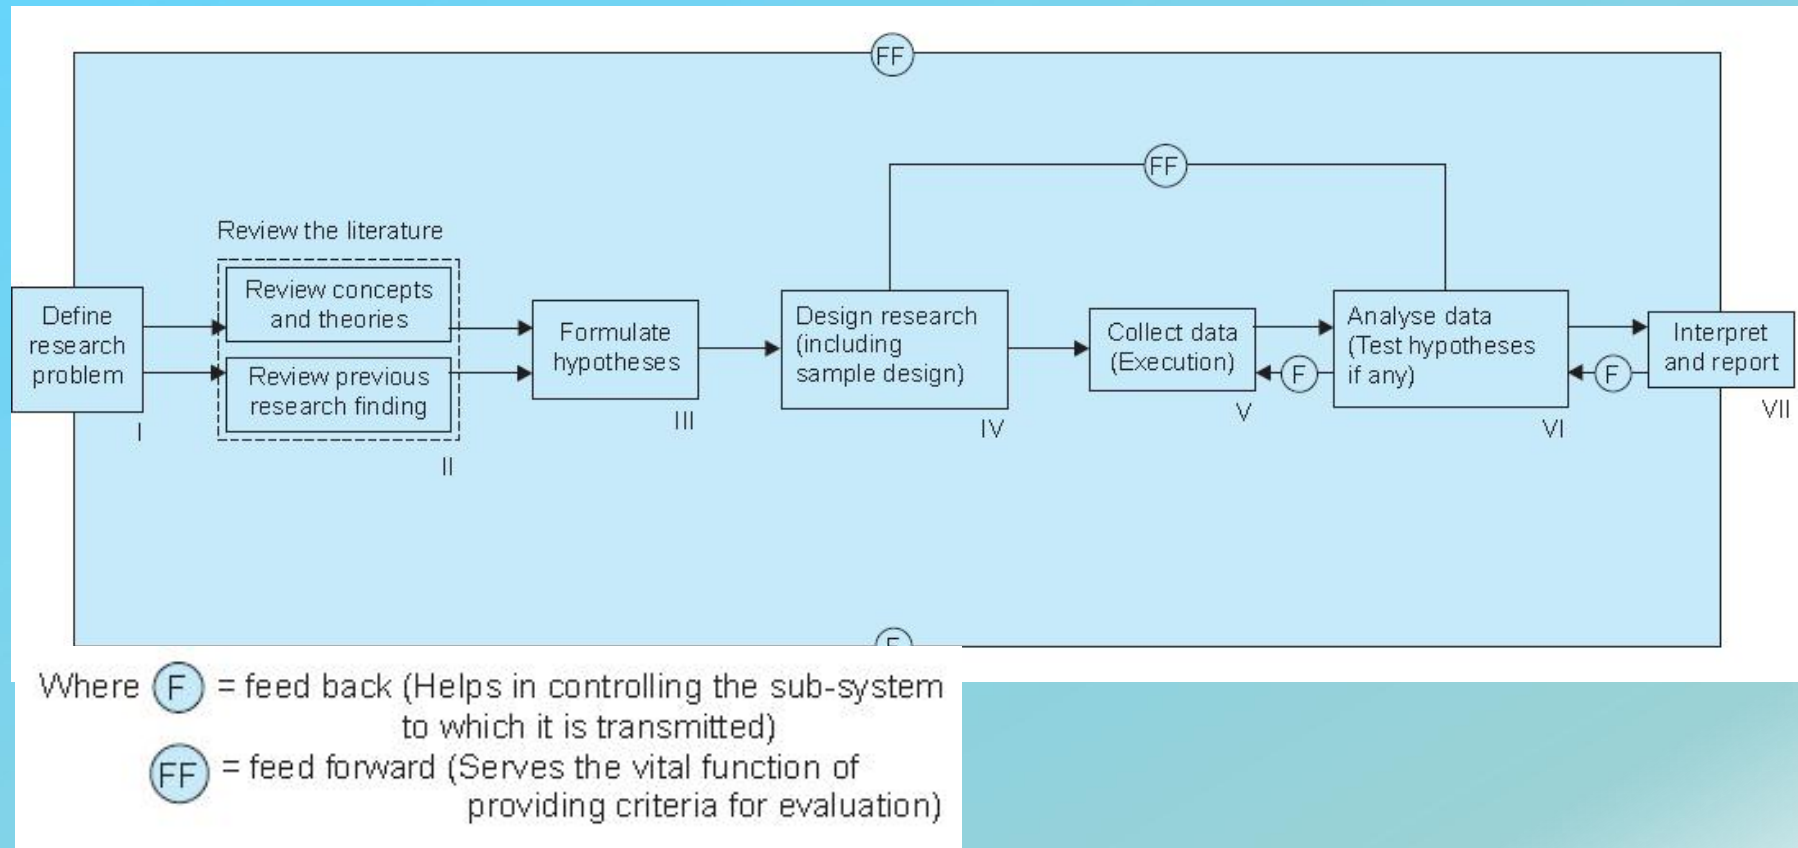 FF
FF
Review the literature
Define
research
problem
I
Review concepts
and theories
Review previous
research finding
II
Formulate
hypotheses
III
Design research
(including
sample design)
IV
Collect data
(Execution)
V
F
Analyse data
(Test hypotheses
if any)
VI
F
Interpret
and report
VII
F
Where F = feed back (Helps in controlling the sub-system
to which it is transmitted)
FF = feed forward (Serves the vital function of
providing criteria for evaluation)